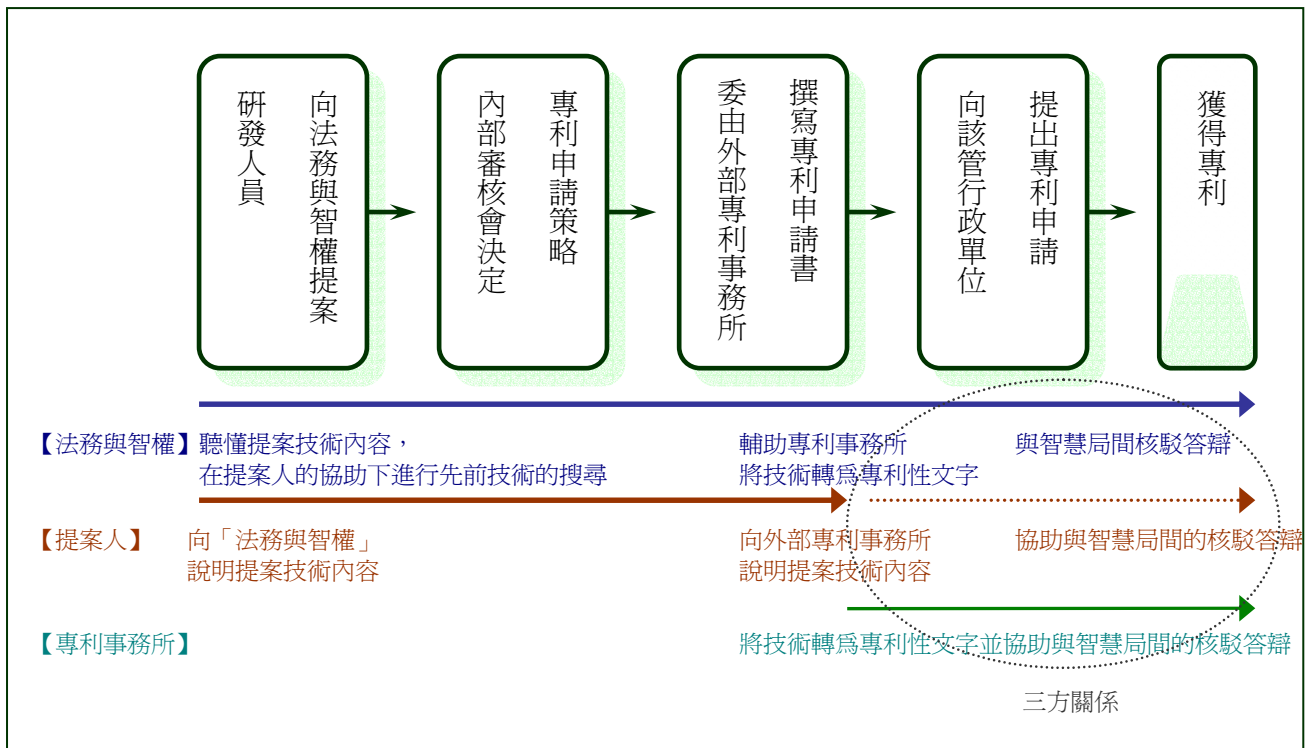 研發人員
向法務與智權提案
內部審核會決定
專利申請策略
委由外部專利事務所
撰寫專利申請書
向該管行政單位
提出專利申請
獲得專利
【法務與智權】
聽懂提案技術內容，
在提案人的協助下進行先前技術的搜尋
輔助專利事務所
將技術轉爲專利性文字
與智慧局間核駁答辯
【提案人】
向「法務與智權」
說明提案技術內容
向外部專利事務所
說明提案技術內容
協助與智慧局間的核駁答辯
【專利事務所】
將技術轉爲專利性文字並協助與智慧局間的核駁答辯
三方關係